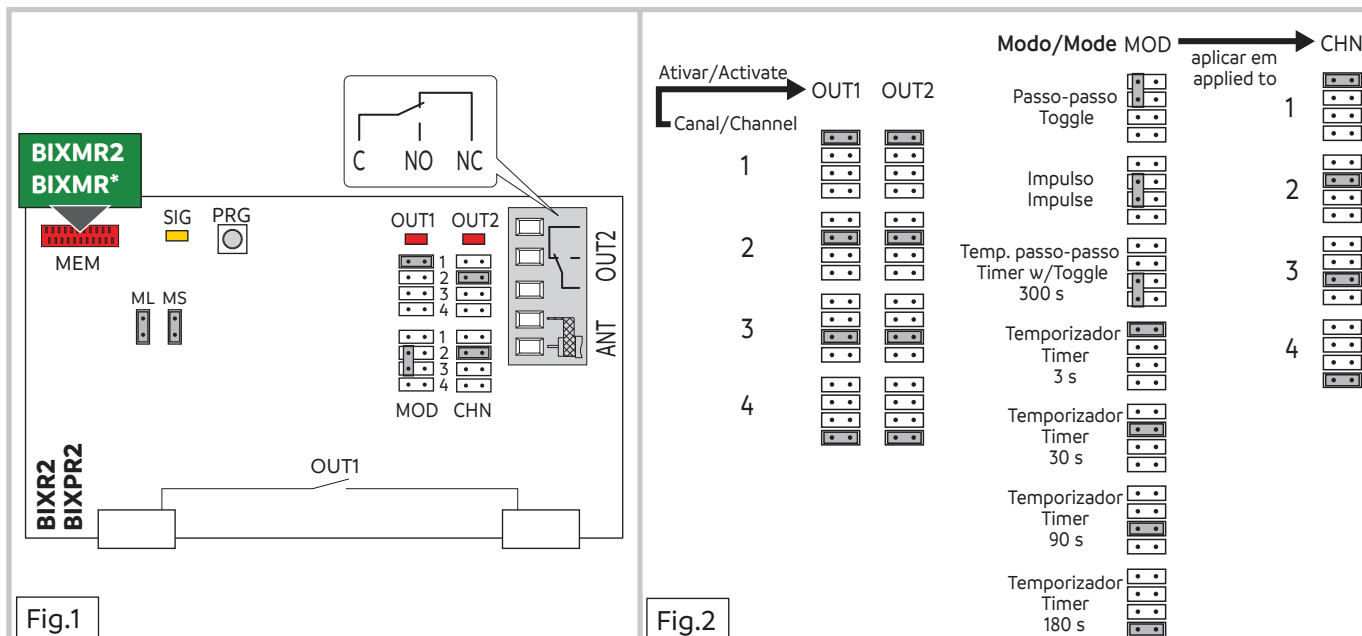 C NO NC
BIXMR2
BIXMR*
MEM
SIG
PRG
ML MS
OUT1 OUT2
1
2
3
4
1
2
3
4
MOD CHN
OUT2
ANT
BIXR2
BIXPR2
OUT1
Fig.1
Ativar/Activate
Canal/Channel
OUT1 OUT2
1
2
3
4
Modo/Mode MOD
aplicar em
applied to
CHN
Passo-passo
Toggle
Impulso
Impulse
Temp. passo-passo
Timer w/Toggle
300 s
Temporizador
Timer
3 s
Temporizador
Timer
30 s
Temporizador
Timer
90 s
Temporizador
Timer
180 s
1
2
3
4
Fig.2